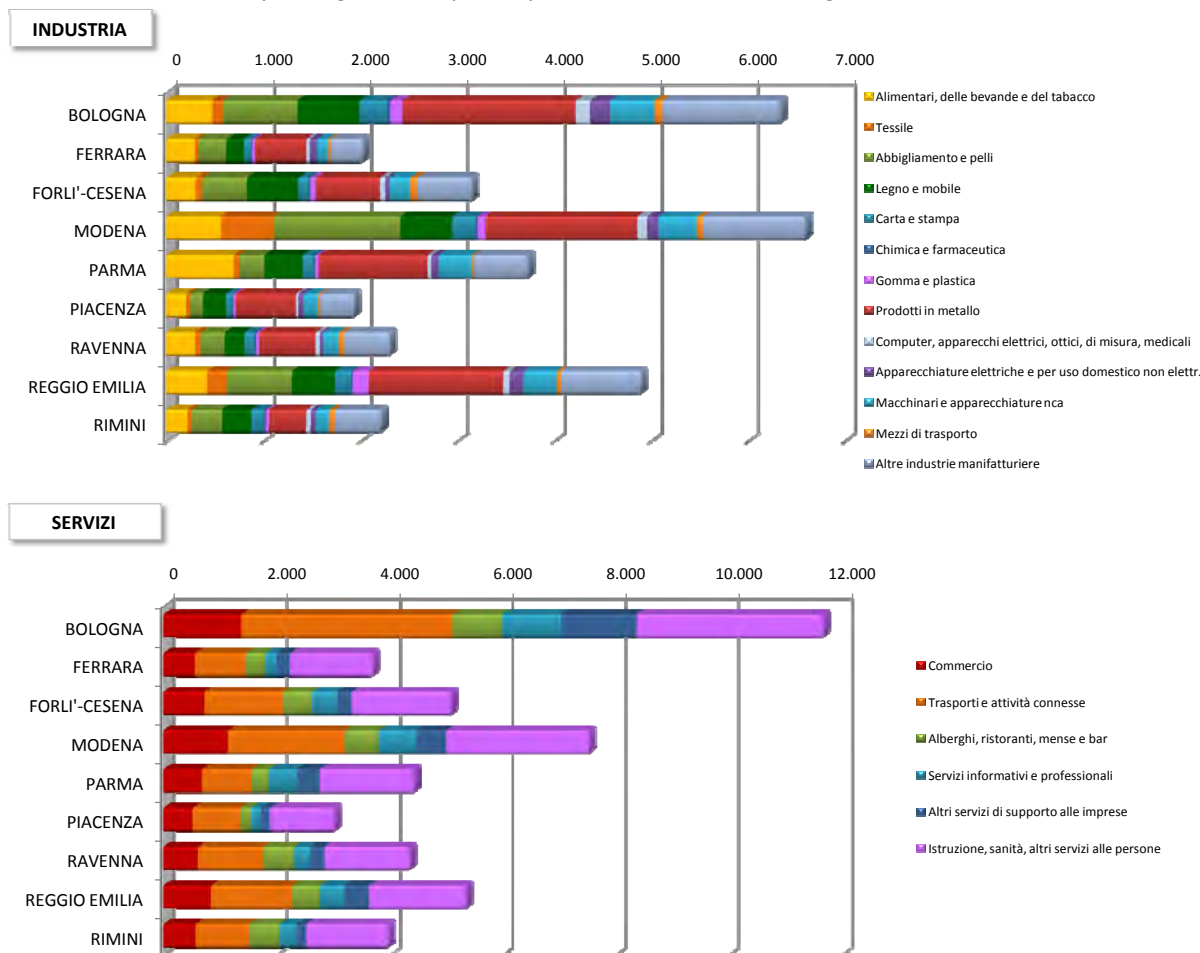 INDUSTRIA
0 1.000 2.000 3.000 4.000 5.000 6.000 7.000
BOLOGNA
FERRARA
FORLI'-CESENA
MODENA
PARMA
PIACENZA
RAVENNA
REGGIO EMILIA
RIMINI
Alimentari, delle bevande e del tabacco
Tessile
Abbigliamento e pelli
Legno e mobile
Carta e stampa
Chimica e farmaceutica
Gomma e plastica
Prodotti in metallo
Computer, apparecchi elettrici, ottici, di misura, medicali
Apparecchiature elettriche e per uso domestico non elettr.
Macchinari e apparecchiature nca
Mezzi di trasporto
Altre industrie manifatturiere
SERVIZI
0 2.000 4.000 6.000 8.000 10.000 12.000
BOLOGNA
FERRARA
FORLI'-CESENA
MODENA
PARMA
PIACENZA
RAVENNA
REGGIO EMILIA
RIMINI
Commercio
Trasporti e attività connesse
Alberghi, ristoranti, mense e bar
Servizi informativi e professionali
Altri servizi di supporto alle imprese
Istruzione, sanità, altri servizi alle persone